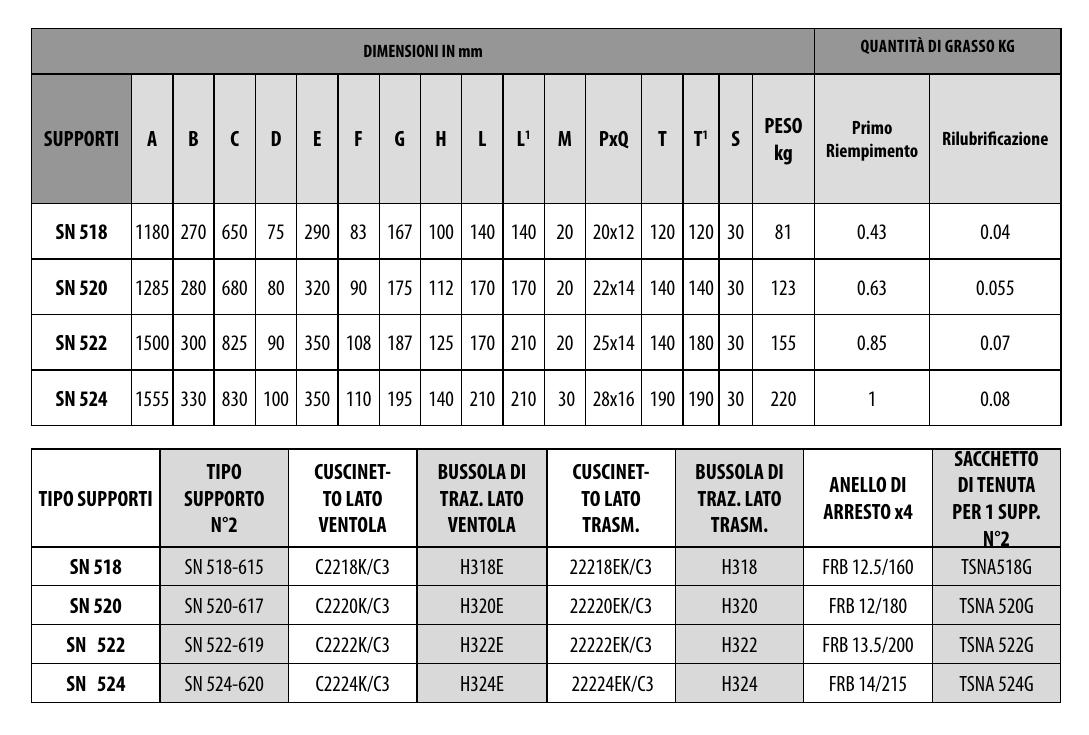 DIMENSIONI IN mm QUANTITÀ DI GRASSO KG
SUPPORTI A B C D E F G H L L¹ M PxQ T T¹ S PESO kg Primo Riempimento Rilubrificazione
SN 518 1180 270 650 75 290 83 167 100 140 140 20 20x12 120 120 30 81 0.43 0.04
SN 520 1285 280 680 80 320 90 175 112 170 170 20 22x14 140 140 30 123 0.63 0.055
SN 522 1500 300 825 90 350 108 187 125 170 210 20 25x14 140 180 30 155 0.85 0.07
SN 524 1555 330 830 100 350 110 195 140 210 210 30 28x16 190 190 30 220 1 0.08
TIPO SUPPORTI
TIPO
SUPPORTO
N°2
CUSCINET-
TO LATO
VENTOLA
BUSSOLA DI
TRAZ. LATO
VENTOLA
CUSCINET-
TO LATO
TRASM.
BUSSOLA DI
TRAZ. LATO
TRASM.
ANELLO DI
ARRESTO x4
SACCHETTO
DI TENUTA
PER 1 SUPP.
N°2
SN 518 SN 518-615 C2218K/C3 H318E 22218EK/C3 H318 FRB 12.5/160 TSNA518G
SN 520 SN 520-617 C2220K/C3 H320E 22220EK/C3 H320 FRB 12/180 TSNA 520G
SN 522 SN 522-619 C2222K/C3 H322E 22222EK/C3 H322 FRB 13.5/200 TSNA 522G
SN 524 SN 524-620 C2224K/C3 H324E 22224EK/C3 H324 FRB 14/215 TSNA 524G